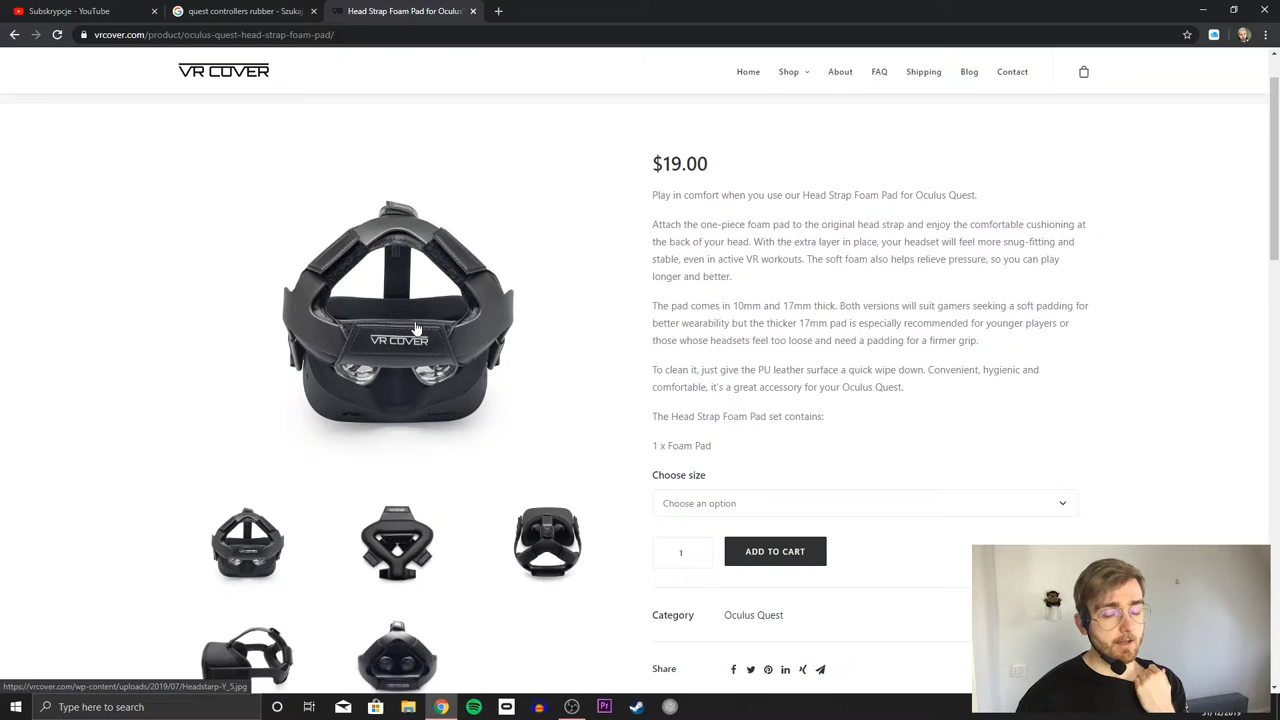 Subskrypcje - YouTube
quest controllers rubber - Szukaj
Head Strap Foam Pad for Oculus
vrcover.com/product/oculus-quest-head-strap-foam-pad/
VR COVER
Home
Shop
About
FAQ
Shipping
Blog
Contact
$19.00
Play in comfort when you use our Head Strap Foam Pad for Oculus Quest.
Attach the one-piece foam pad to the original head strap and enjoy the comfortable cushioning at
the back of your head. With the extra layer in place, your headset will feel more snug-fitting and
stable, even in active VR workouts. The soft foam also helps relieve pressure, so you can play
longer and better.
The pad comes in 10mm and 17mm thick. Both versions will suit gamers seeking a soft padding for
better wearability but the thicker 17mm pad is especially recommended for younger players or
those whose headsets feel too loose and need a padding for a firmer grip.
To clean it, just give the PU leather surface a quick wipe down. Convenient, hygienic and
comfortable, it's a great accessory for your Oculus Quest.
The Head Strap Foam Pad set contains:
1 x Foam Pad
Choose size
Choose an option
1
ADD TO CART
Category
Oculus Quest
Share
VR COVER
https://vrcover.com/wp-content/uploads/2019/07/Headstarp-Y_5.jpg
Type here to search
31/12/2019